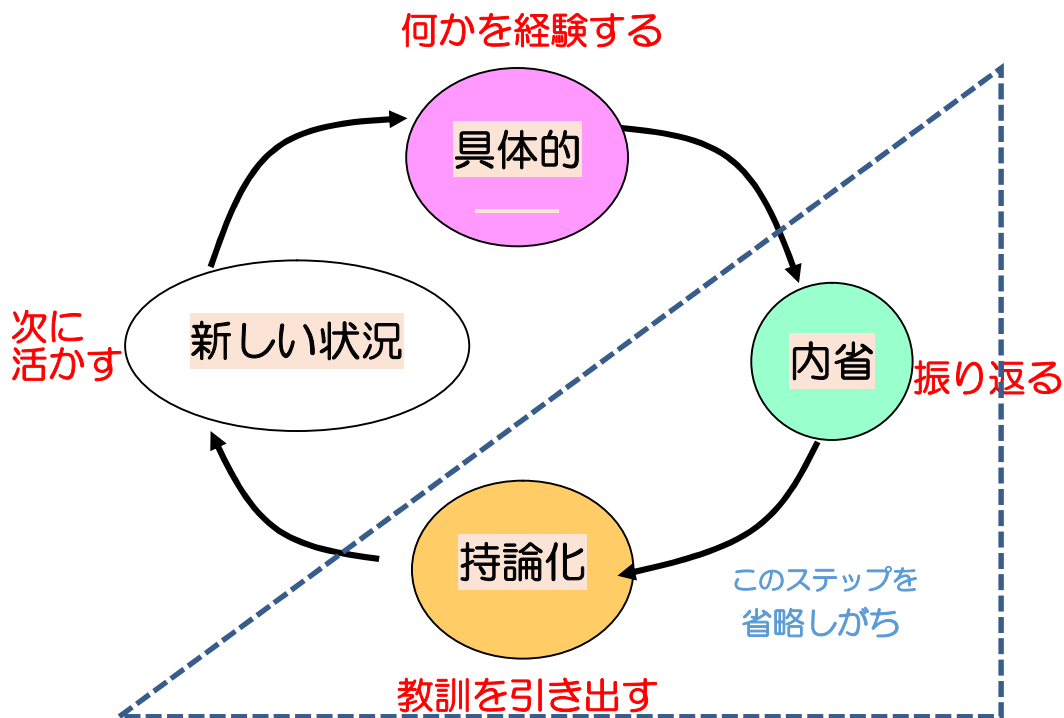 何かを経験する
具体的
新しい状況
次に
活かす
内省
振り返る
持論化
このステップを
省略しがち
教訓を引き出す